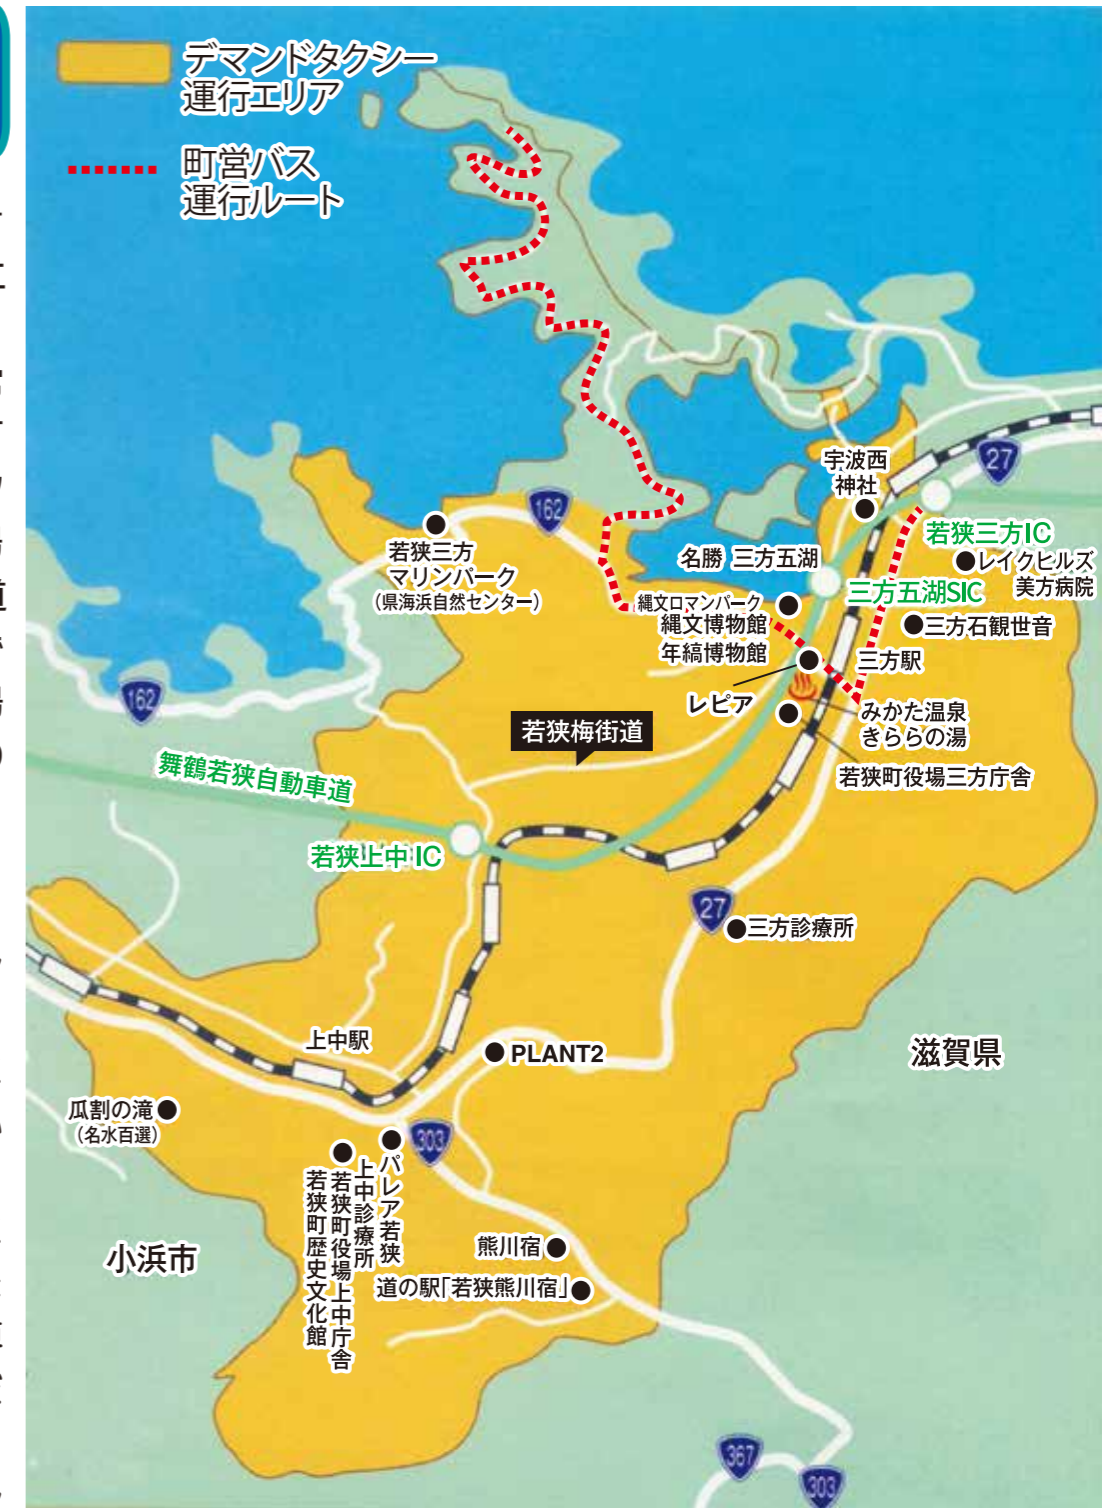 デマンドタクシー
運行エリア
町営バス
運行ルート
宇波西
神社
27
162
若狭三方IC
若狭三方
マリンパーク
（県海浜自然センター）
名勝 三方五湖
レイクヒルズ
美方病院
三方五湖SIC
縄文ロマンパーク
縄文博物館
年縞博物館
三方石観世音
三方駅
レピア
162
みかた温泉
きららの湯
若狭梅街道
若狭町役場三方庁舎
舞鶴若狭自動車道
若狭上中 IC
27
三方診療所
上中駅
PLANT2
滋賀県
瓜割の滝
（名水百選）
303
パレア若狭
上中診療所
若狭町役場上中庁舎
若狭町歴史文化館
小浜市
熊川宿
道の駅「若狭熊川宿」
367
303